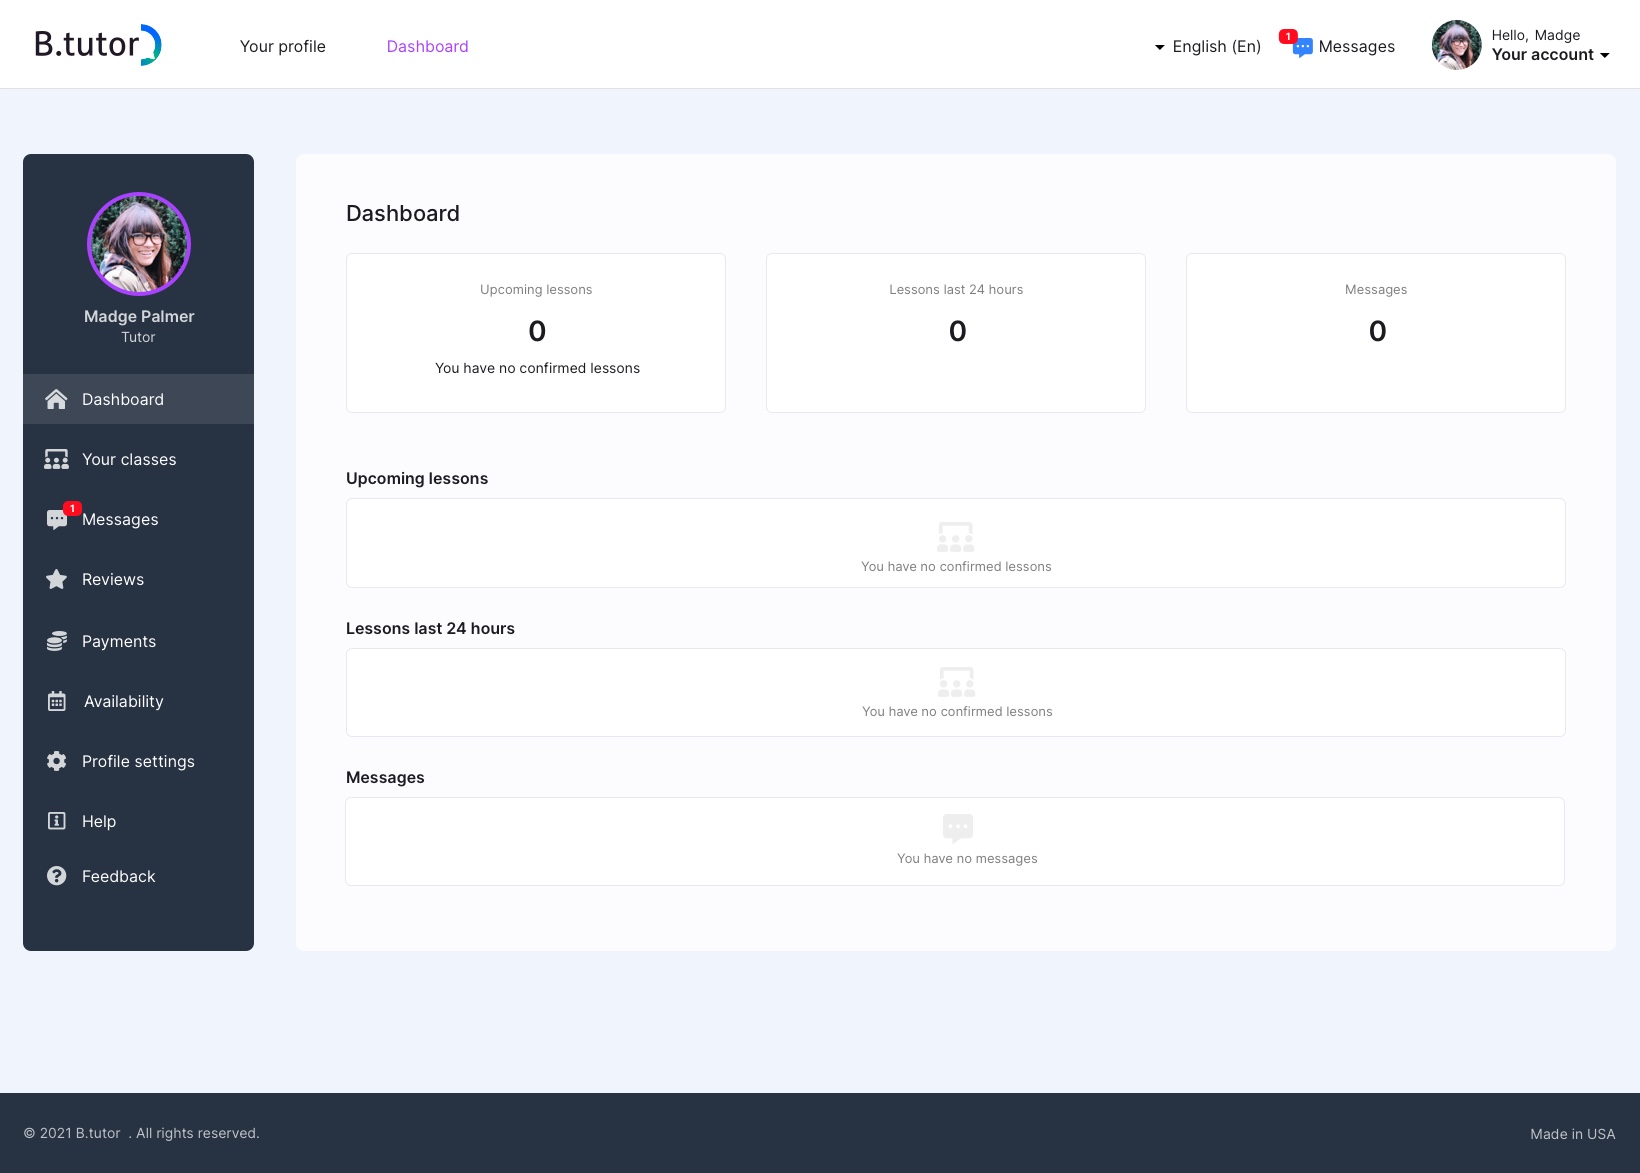 B.tutor
Your profile
Dashboard
English (En)
1
Messages
Hello, Madge
Your account
Madge Palmer
Tutor
Dashboard
Your classes
1
Messages
Reviews
Payments
Availability
Profile settings
Help
Feedback
Dashboard
Upcoming lessons
0
You have no confirmed lessons
Lessons last 24 hours
0
Messages
0
Upcoming lessons
You have no confirmed lessons
Lessons last 24 hours
You have no confirmed lessons
Messages
You have no messages
© 2021 B.tutor . All rights reserved.
Made in USA